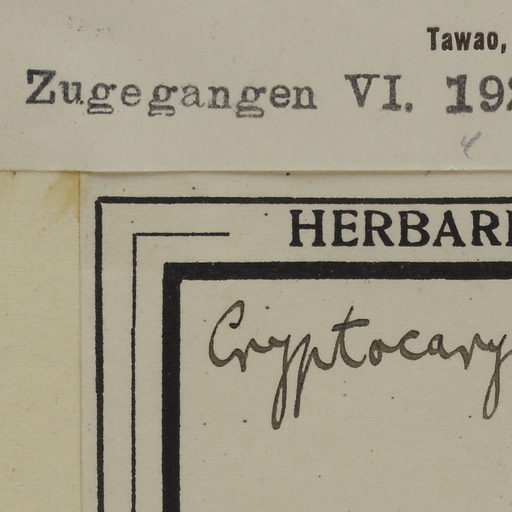 Tawao,
Zugegangen VI. 192
HERBARI
Cryptocary